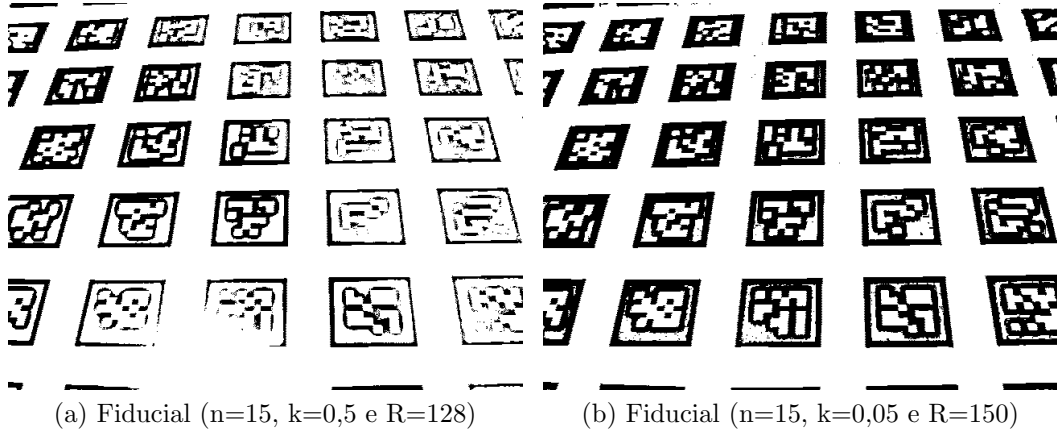 (a) Fiducial (n=15, k=0,5 e R=128)
(b) Fiducial (n=15, k=0,05 e R=150)